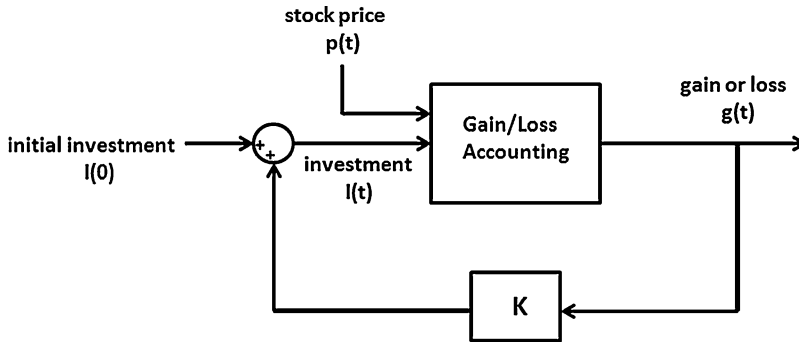 stock price
p(t)
gain or loss
g(t)
initial investment
I(0)
+
+
investment
I(t)
Gain/Loss
Accounting
K